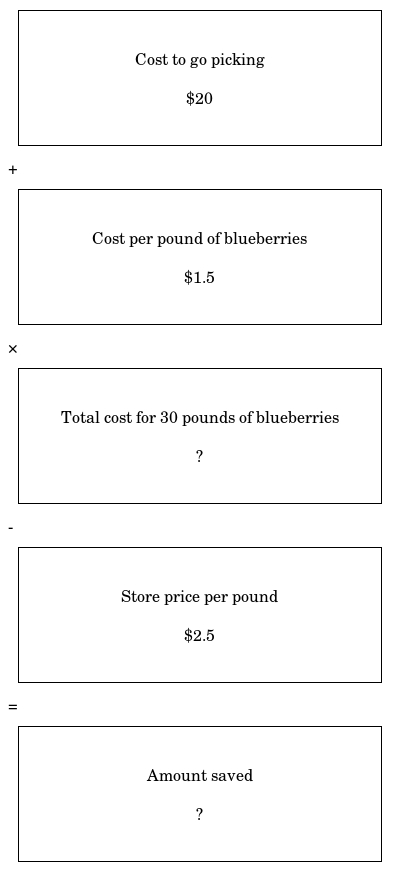 Cost to go picking
$20
+
Cost per pound of blueberries
$1.5
×
Total cost for 30 pounds of blueberries
?
-
Store price per pound
$2.5
=
Amount saved
?